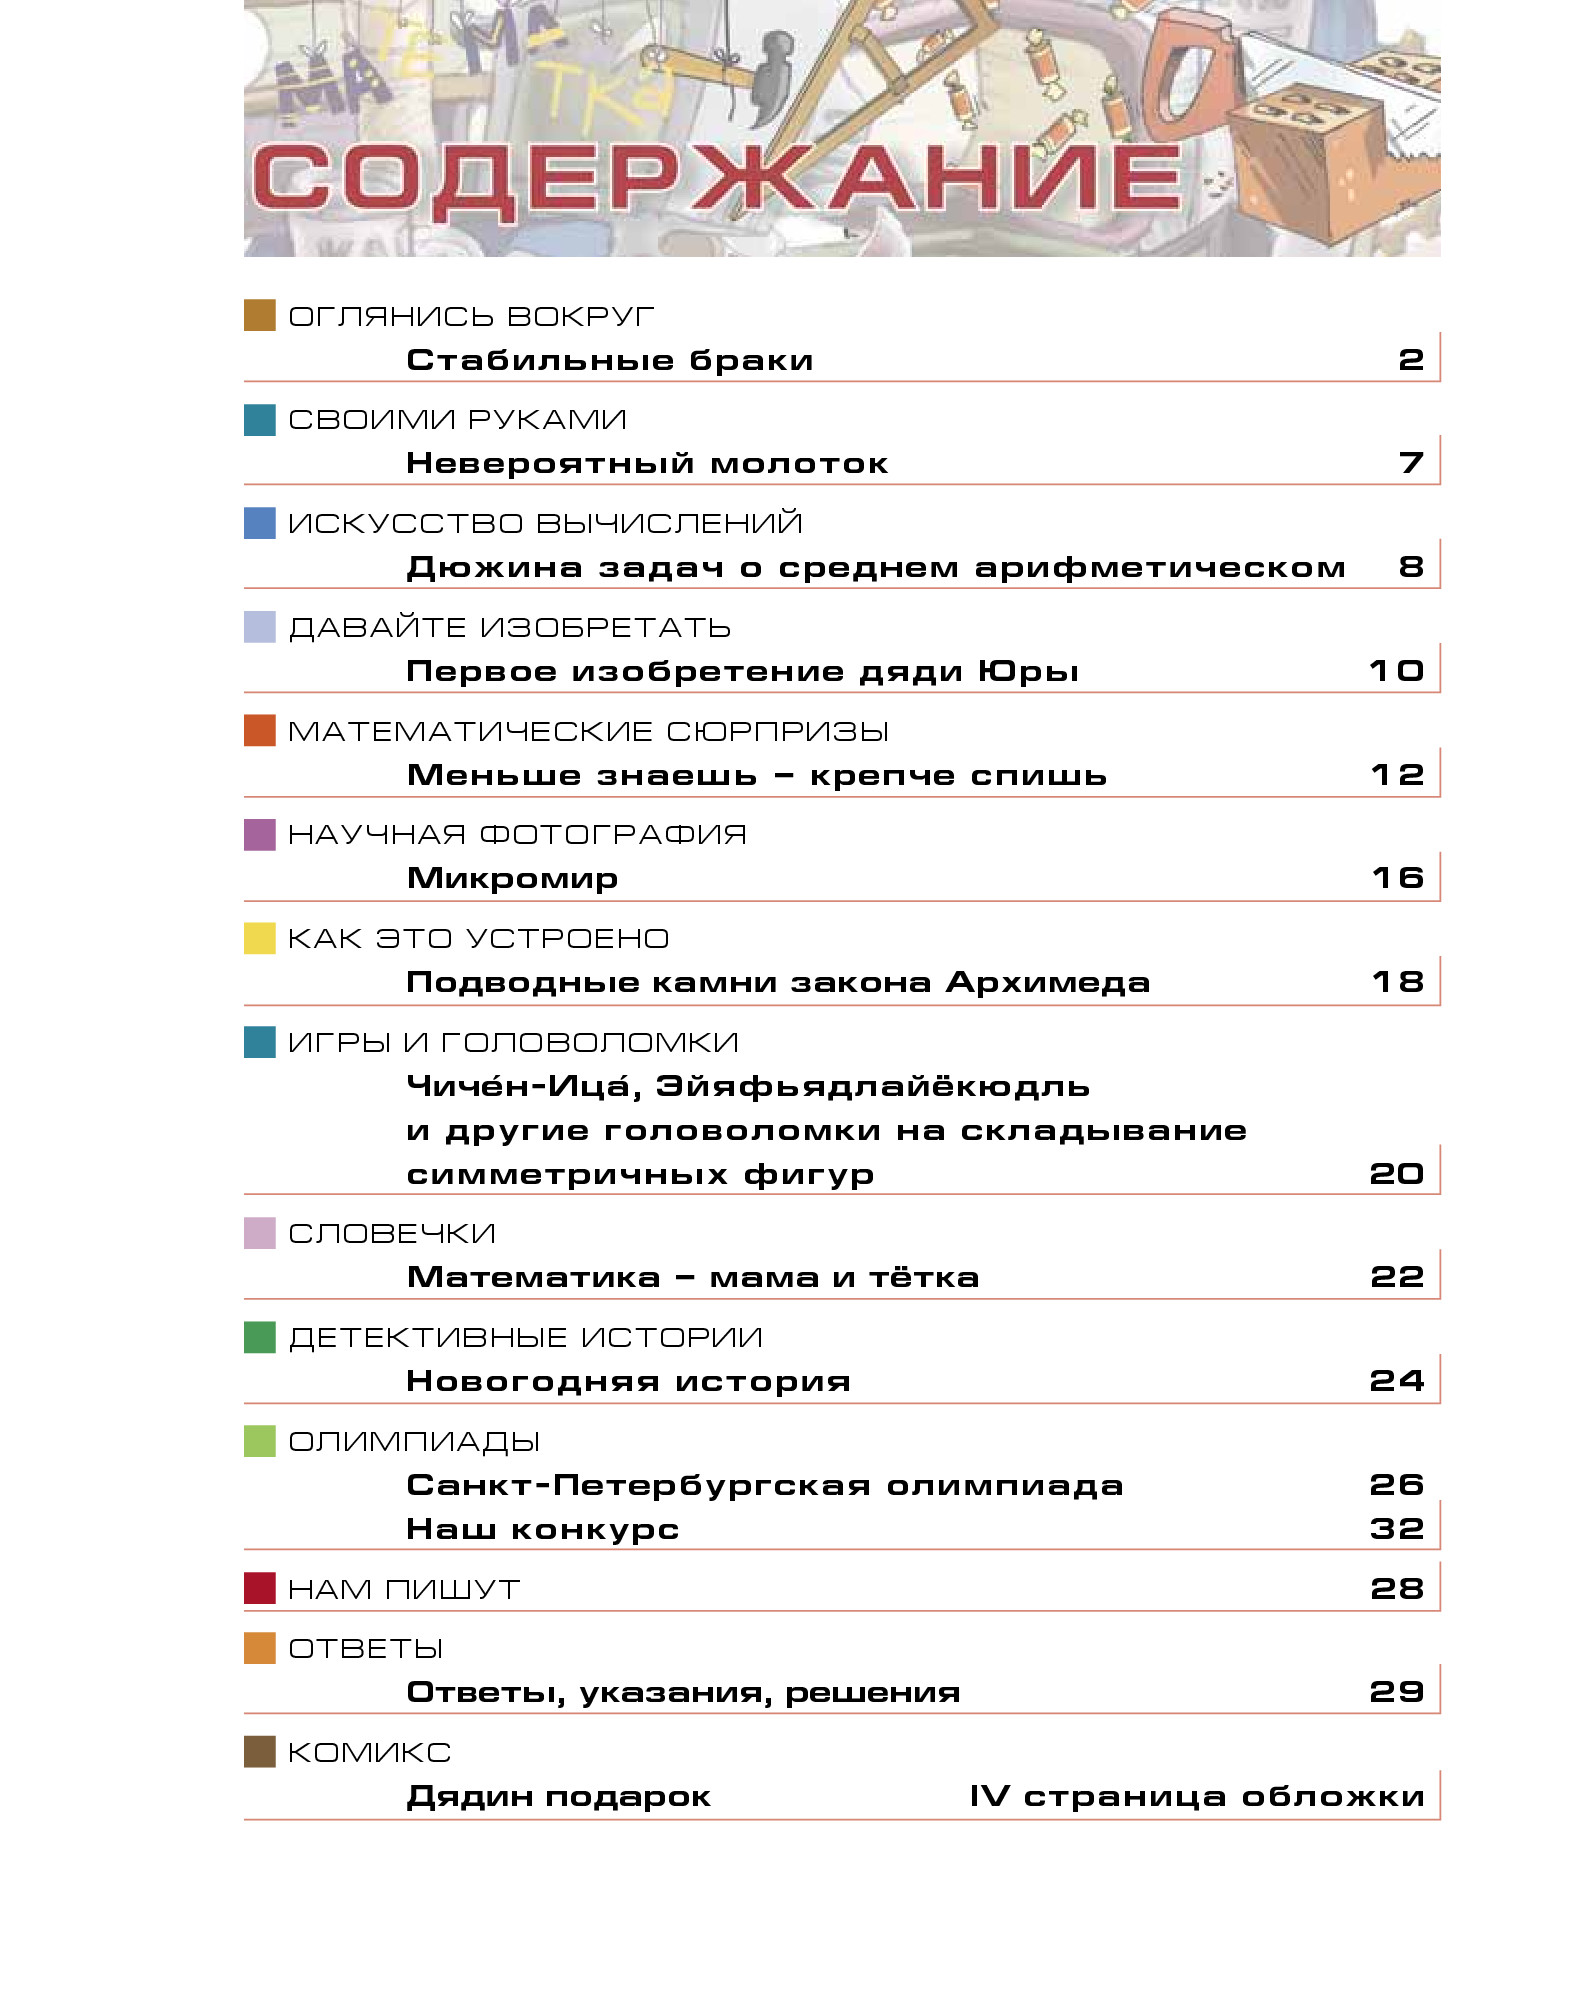 МАТЕМА
ТКА
СОДЕРЖАНИЕ
ОГЛЯНИСЬ ВОКРУГ
Стабильные браки 2
СВОИМИ РУКАМИ
Невероятный молоток 7
ИСКУССТВО ВЫЧИСЛЕНИЙ
Дюжина задач о среднем арифметическом 8
ДАВАЙТЕ ИЗОБРЕТАТЬ
Первое изобретение дяди Юры 10
МАТЕМАТИЧЕСКИЕ СЮРПРИЗЫ
Меньше знаешь – крепче спишь 12
НАУЧНАЯ ФОТОГРАФИЯ
Микромир 16
КАК ЭТО УСТРОЕНО
Подводные камни закона Архимеда 18
ИГРЫ И ГОЛОВОЛОМКИ
Чиче́н-Ица́, Эйяфьядлайёкюдль
и другие головоломки на складывание
симметричных фигур 20
СЛОВЕЧКИ
Математика – мама и тётка 22
ДЕТЕКТИВНЫЕ ИСТОРИИ
Новогодняя история 24
ОЛИМПИАДЫ
Санкт-Петербургская олимпиада 26
Наш конкурс 32
НАМ ПИШУТ 28
ОТВЕТЫ
Ответы, указания, решения 29
КОМИКС
Дядин подарок IV страница обложки